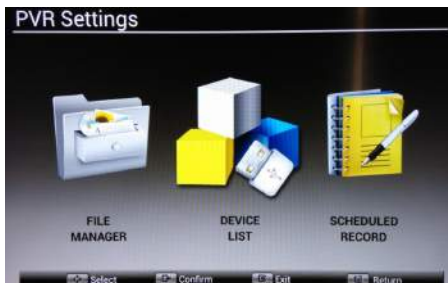 PVR Settings
FILE
MANAGER
DEVICE
LIST
SCHEDULED
RECORD
Select Confirm Exit Return